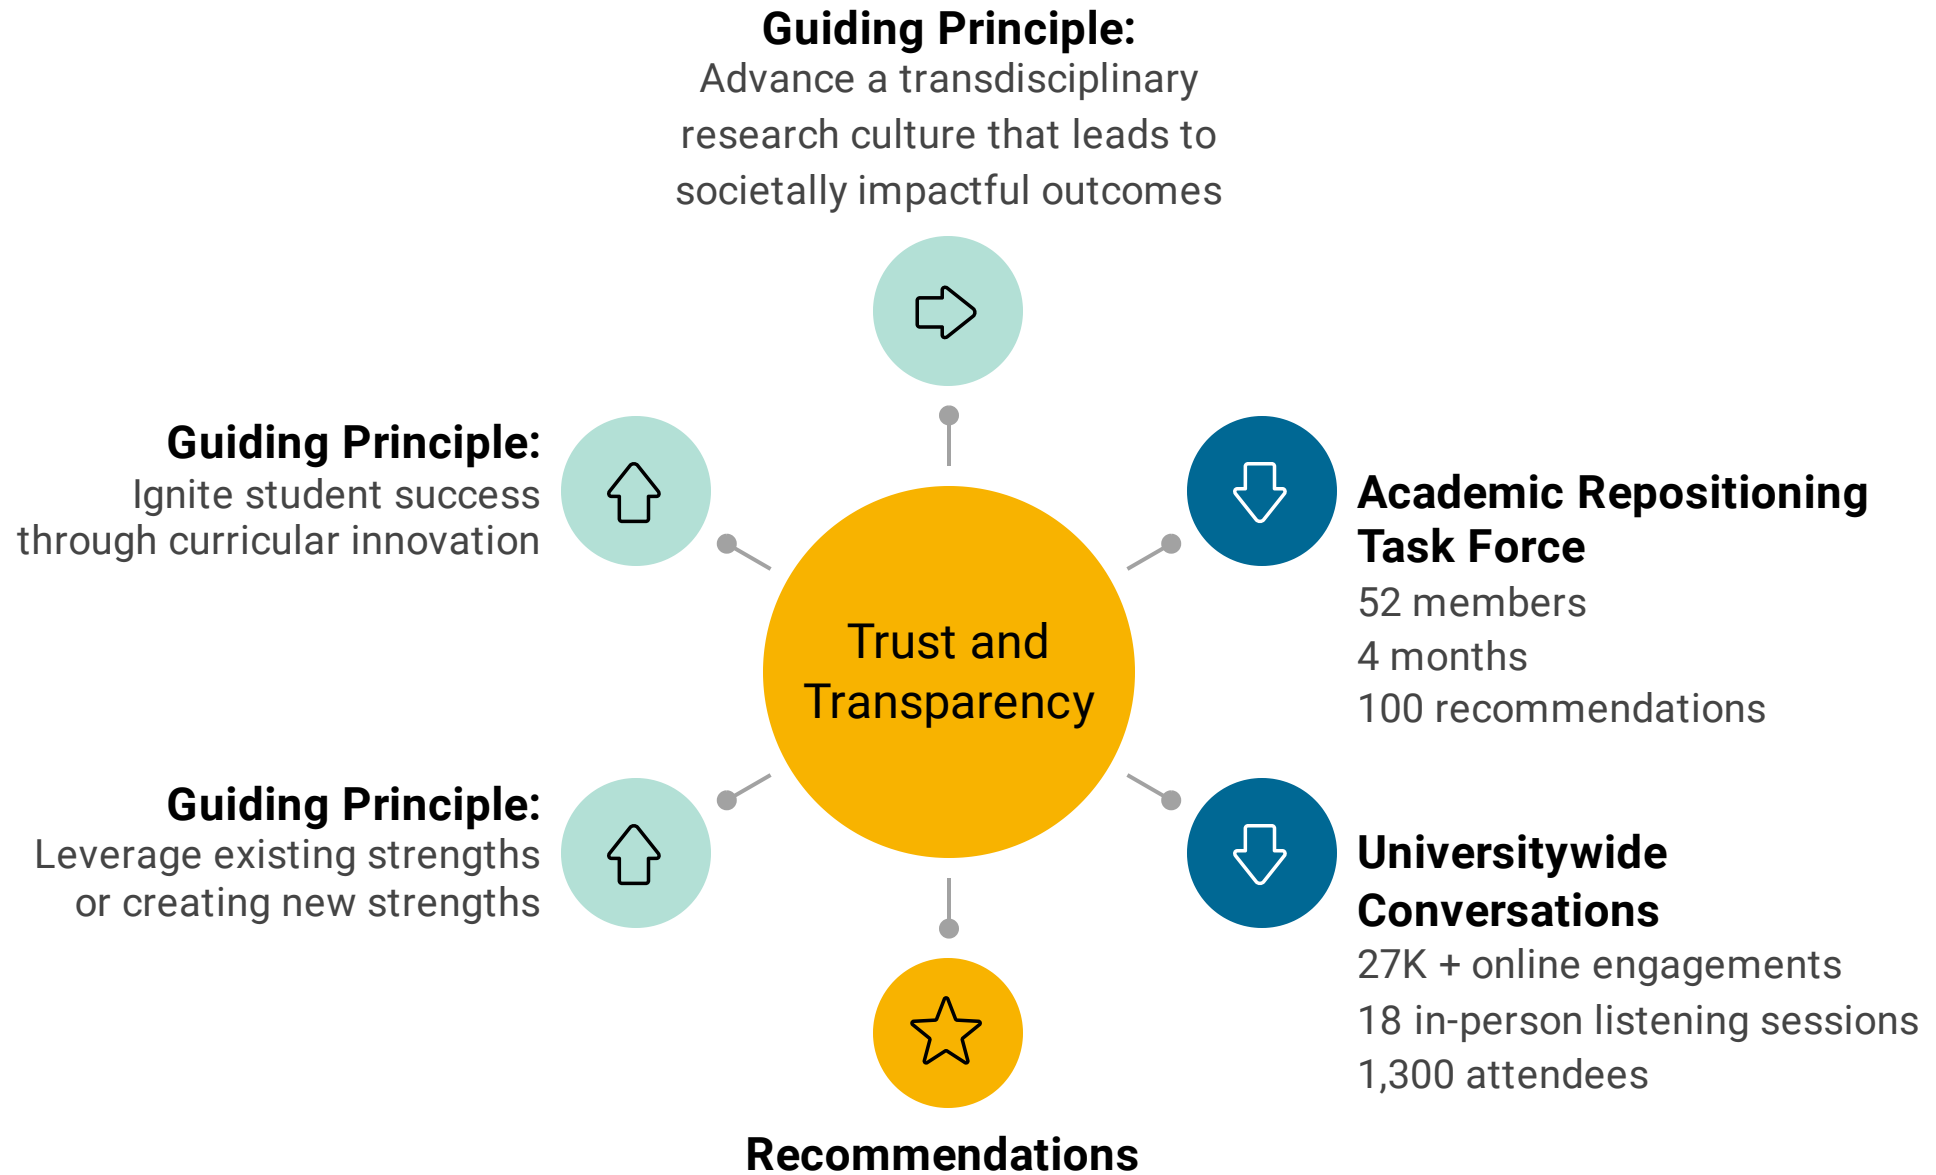 Guiding Principle:
Advance a transdisciplinary
research culture that leads to
societally impactful outcomes
Guiding Principle:
Ignite student success
through curricular innovation
Academic Repositioning
Task Force
52 members
4 months
100 recommendations
Trust and
Transparency
Guiding Principle:
Leverage existing strengths
or creating new strengths
Universitywide
Conversations
27K + online engagements
18 in-person listening sessions
1,300 attendees
Recommendations